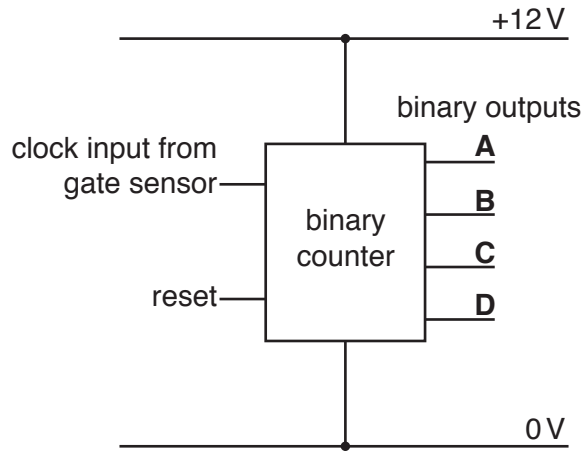 +12 V
binary outputs
clock input from
gate sensor
A
B
binary
counter
C
reset
D
0 V